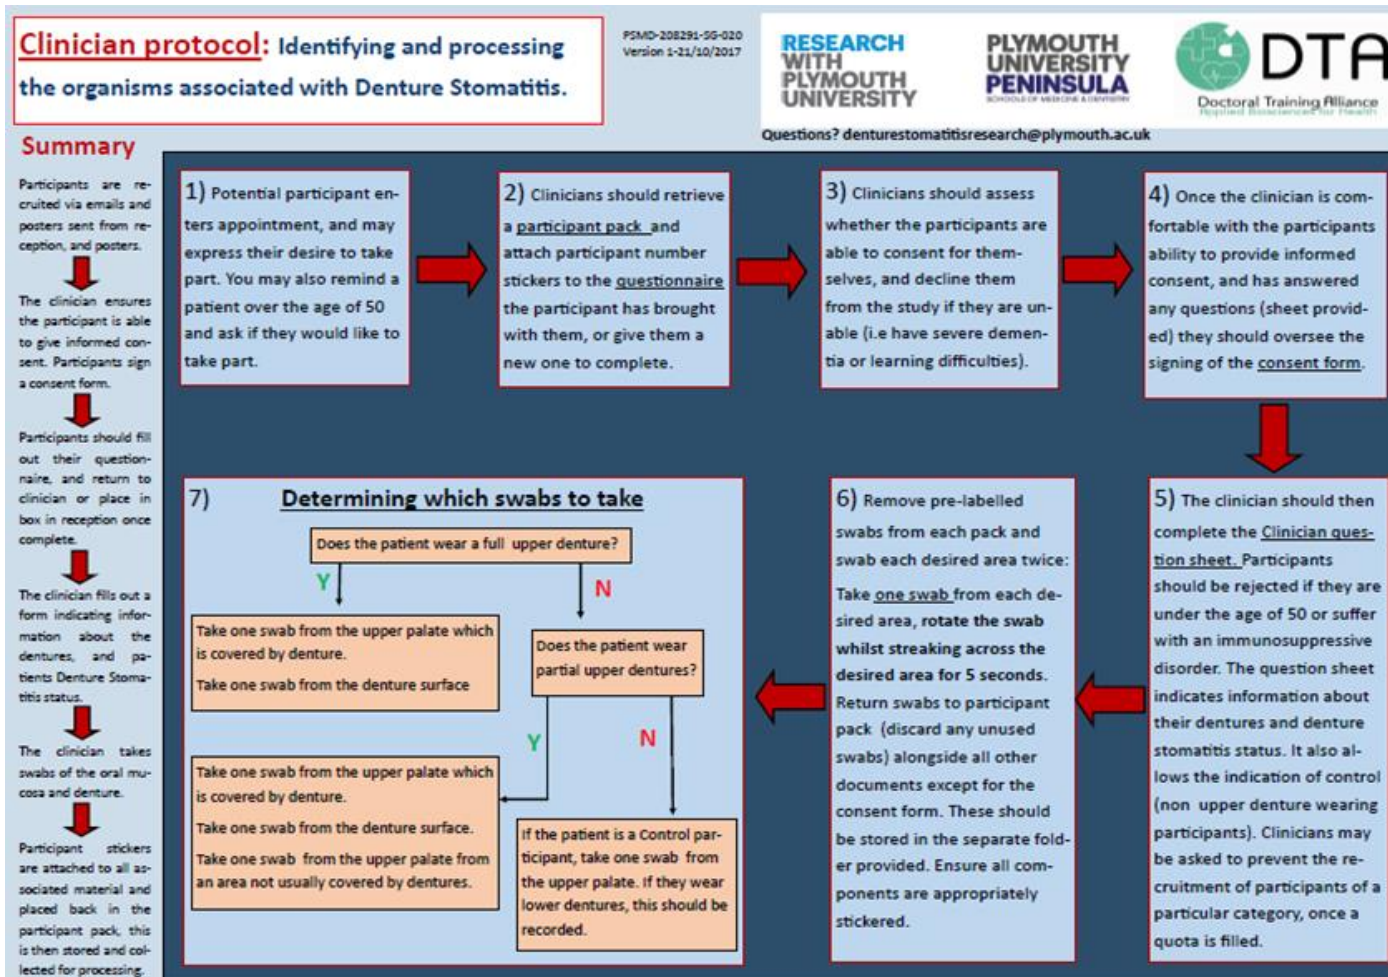 Clinician protocol: Identifying and processing
the organisms associated with Denture Stomatitis.
PSMD-208291-SG-020
Version 1-21/10/2017
RESEARCH
WITH
PLYMOUTH
UNIVERSITY
PLYMOUTH
UNIVERSITY
PENINSULA
SCHOOLS OF MEDICINE & DENTISTRY
DTA
Doctoral Training Alliance
Applied Biosciences for Health
Questions? denturestomatitisresearch@plymouth.ac.uk
Summary
Participants are re-
cruited via emails and
posters sent from re-
ception, and posters.
The clinician ensures
the participant is able
to give informed con-
sent. Participants sign
a consent form.
Participants should fill
out their question-
naire, and return to
clinician or place in
box in reception once
complete.
The clinician fills out a
form indicating infor-
mation about the
dentures, and pa-
tients Denture Stoma-
titis status.
The clinician takes
swabs of the oral mu-
cosa and denture.
Participant stickers
are attached to all as-
sociated material and
placed back in the
participant pack, this
is then stored and col-
lected for processing.
1) Potential participant en-
ters appointment, and may
express their desire to take
part. You may also remind a
patient over the age of 50
and ask if they would like to
take part.
2) Clinicians should retrieve
a participant pack and
attach participant number
stickers to the questionnaire
the participant has brought
with them, or give them a
new one to complete.
3) Clinicians should assess
whether the participants are
able to consent for them-
selves, and decline them
from the study if they are un-
able (i.e have severe demen-
tia or learning difficulties).
4) Once the clinician is com-
fortable with the participants
ability to provide informed
consent, and has answered
any questions (sheet provid-
ed) they should oversee the
signing of the consent form.
5) The clinician should then
complete the Clinician ques-
tion sheet. Participants
should be rejected if they are
under the age of 50 or suffer
with an immunosuppressive
disorder. The question sheet
indicates information about
their dentures and denture
stomatitis status. It also al-
lows the indication of control
(non upper denture wearing
participants). Clinicians may
be asked to prevent the re-
cruitment of participants of a
particular category, once a
quota is filled.
6) Remove pre-labelled
swabs from each pack and
swab each desired area twice:
Take one swab from each de-
sired area, rotate the swab
whilst streaking across the
desired area for 5 seconds.
Return swabs to participant
pack (discard any unused
swabs) alongside all other
documents except for the
consent form. These should
be stored in the separate fold-
er provided. Ensure all com-
ponents are appropriately
stickered.
7) Determining which swabs to take
Does the patient wear a full upper denture?
Y
N
Take one swab from the upper palate which
is covered by denture.
Take one swab from the denture surface
Does the patient wear
partial upper dentures?
Y
N
Take one swab from the upper palate which
is covered by denture.
Take one swab from the denture surface.
Take one swab from the upper palate from
an area not usually covered by dentures.
If the patient is a Control par-
ticipant, take one swab from
the upper palate. If they wear
lower dentures, this should be
recorded.